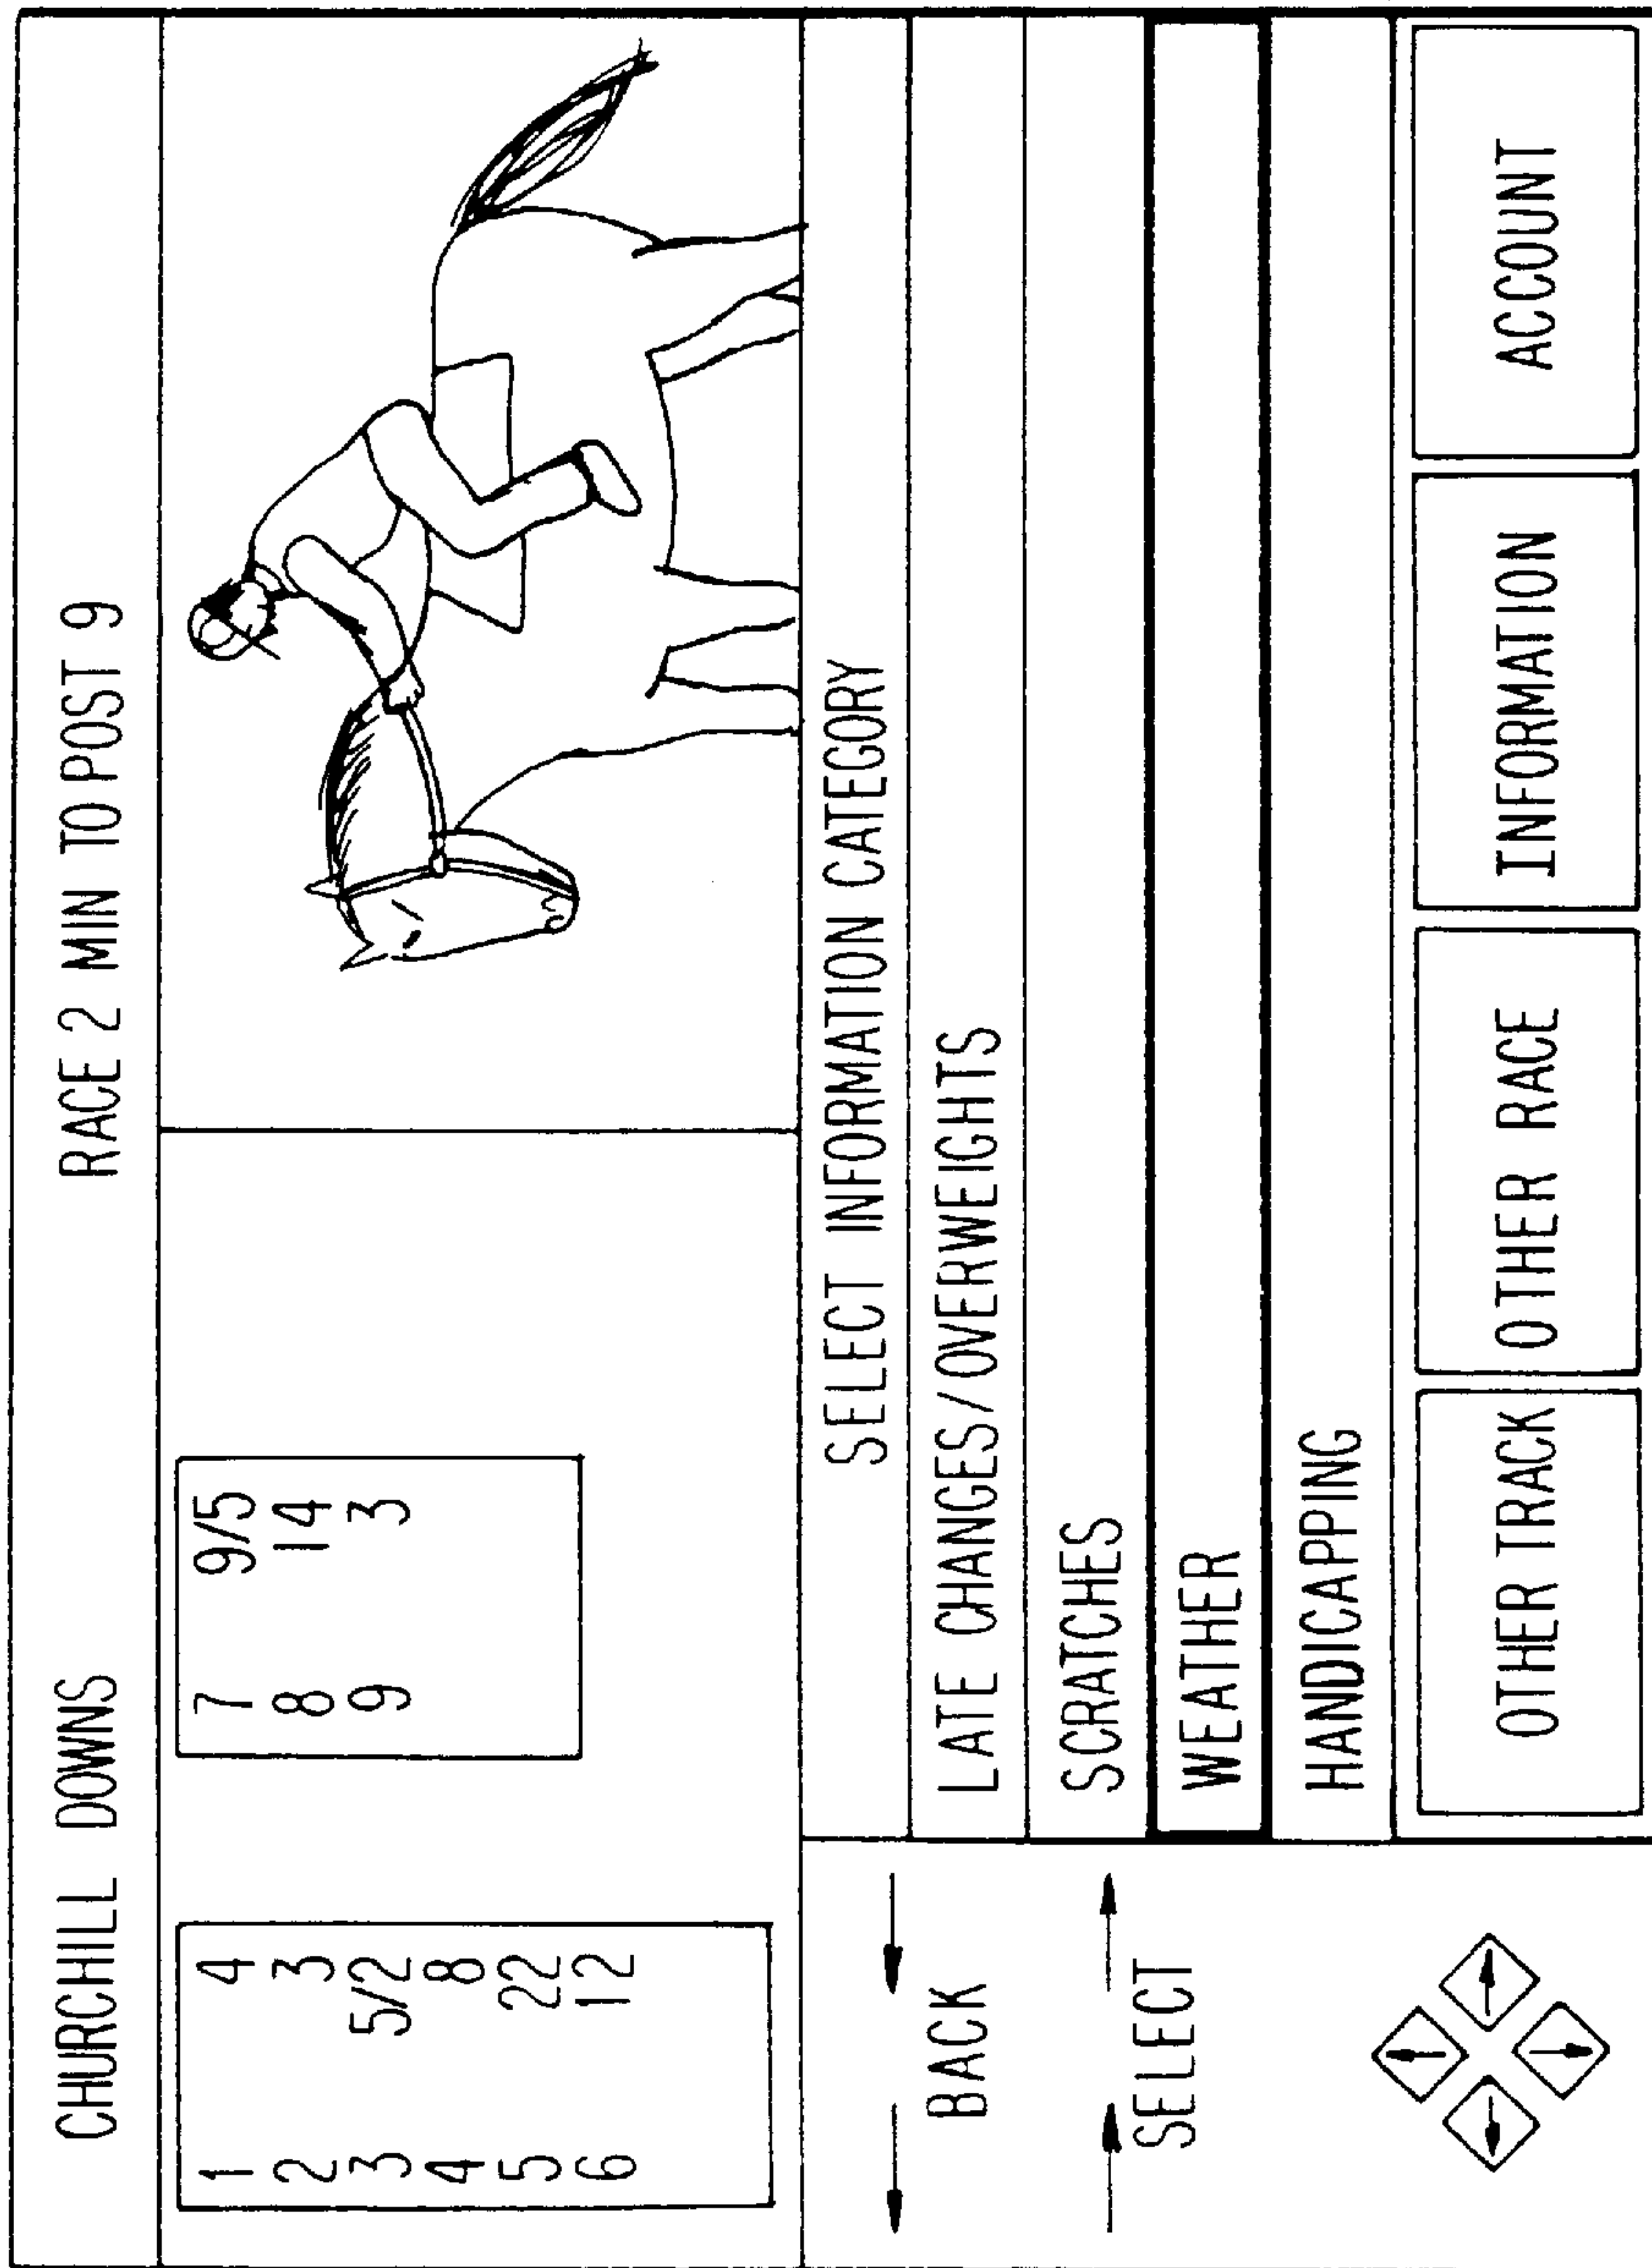 CHURCHILL DOWNS RACE 2 MIN TO POST 9
1 4
2 3
3 5/2
4 8
5 22
6 12
7 9/5
8 14
9 3
SELECT INFORMATION CATEGORY
LATE CHANGES/OVERWEIGHTS
SCRATCHES
WEATHER
HANDICAPPING
BACK
SELECT
OTHER TRACK OTHER RACE INFORMATION ACCOUNT